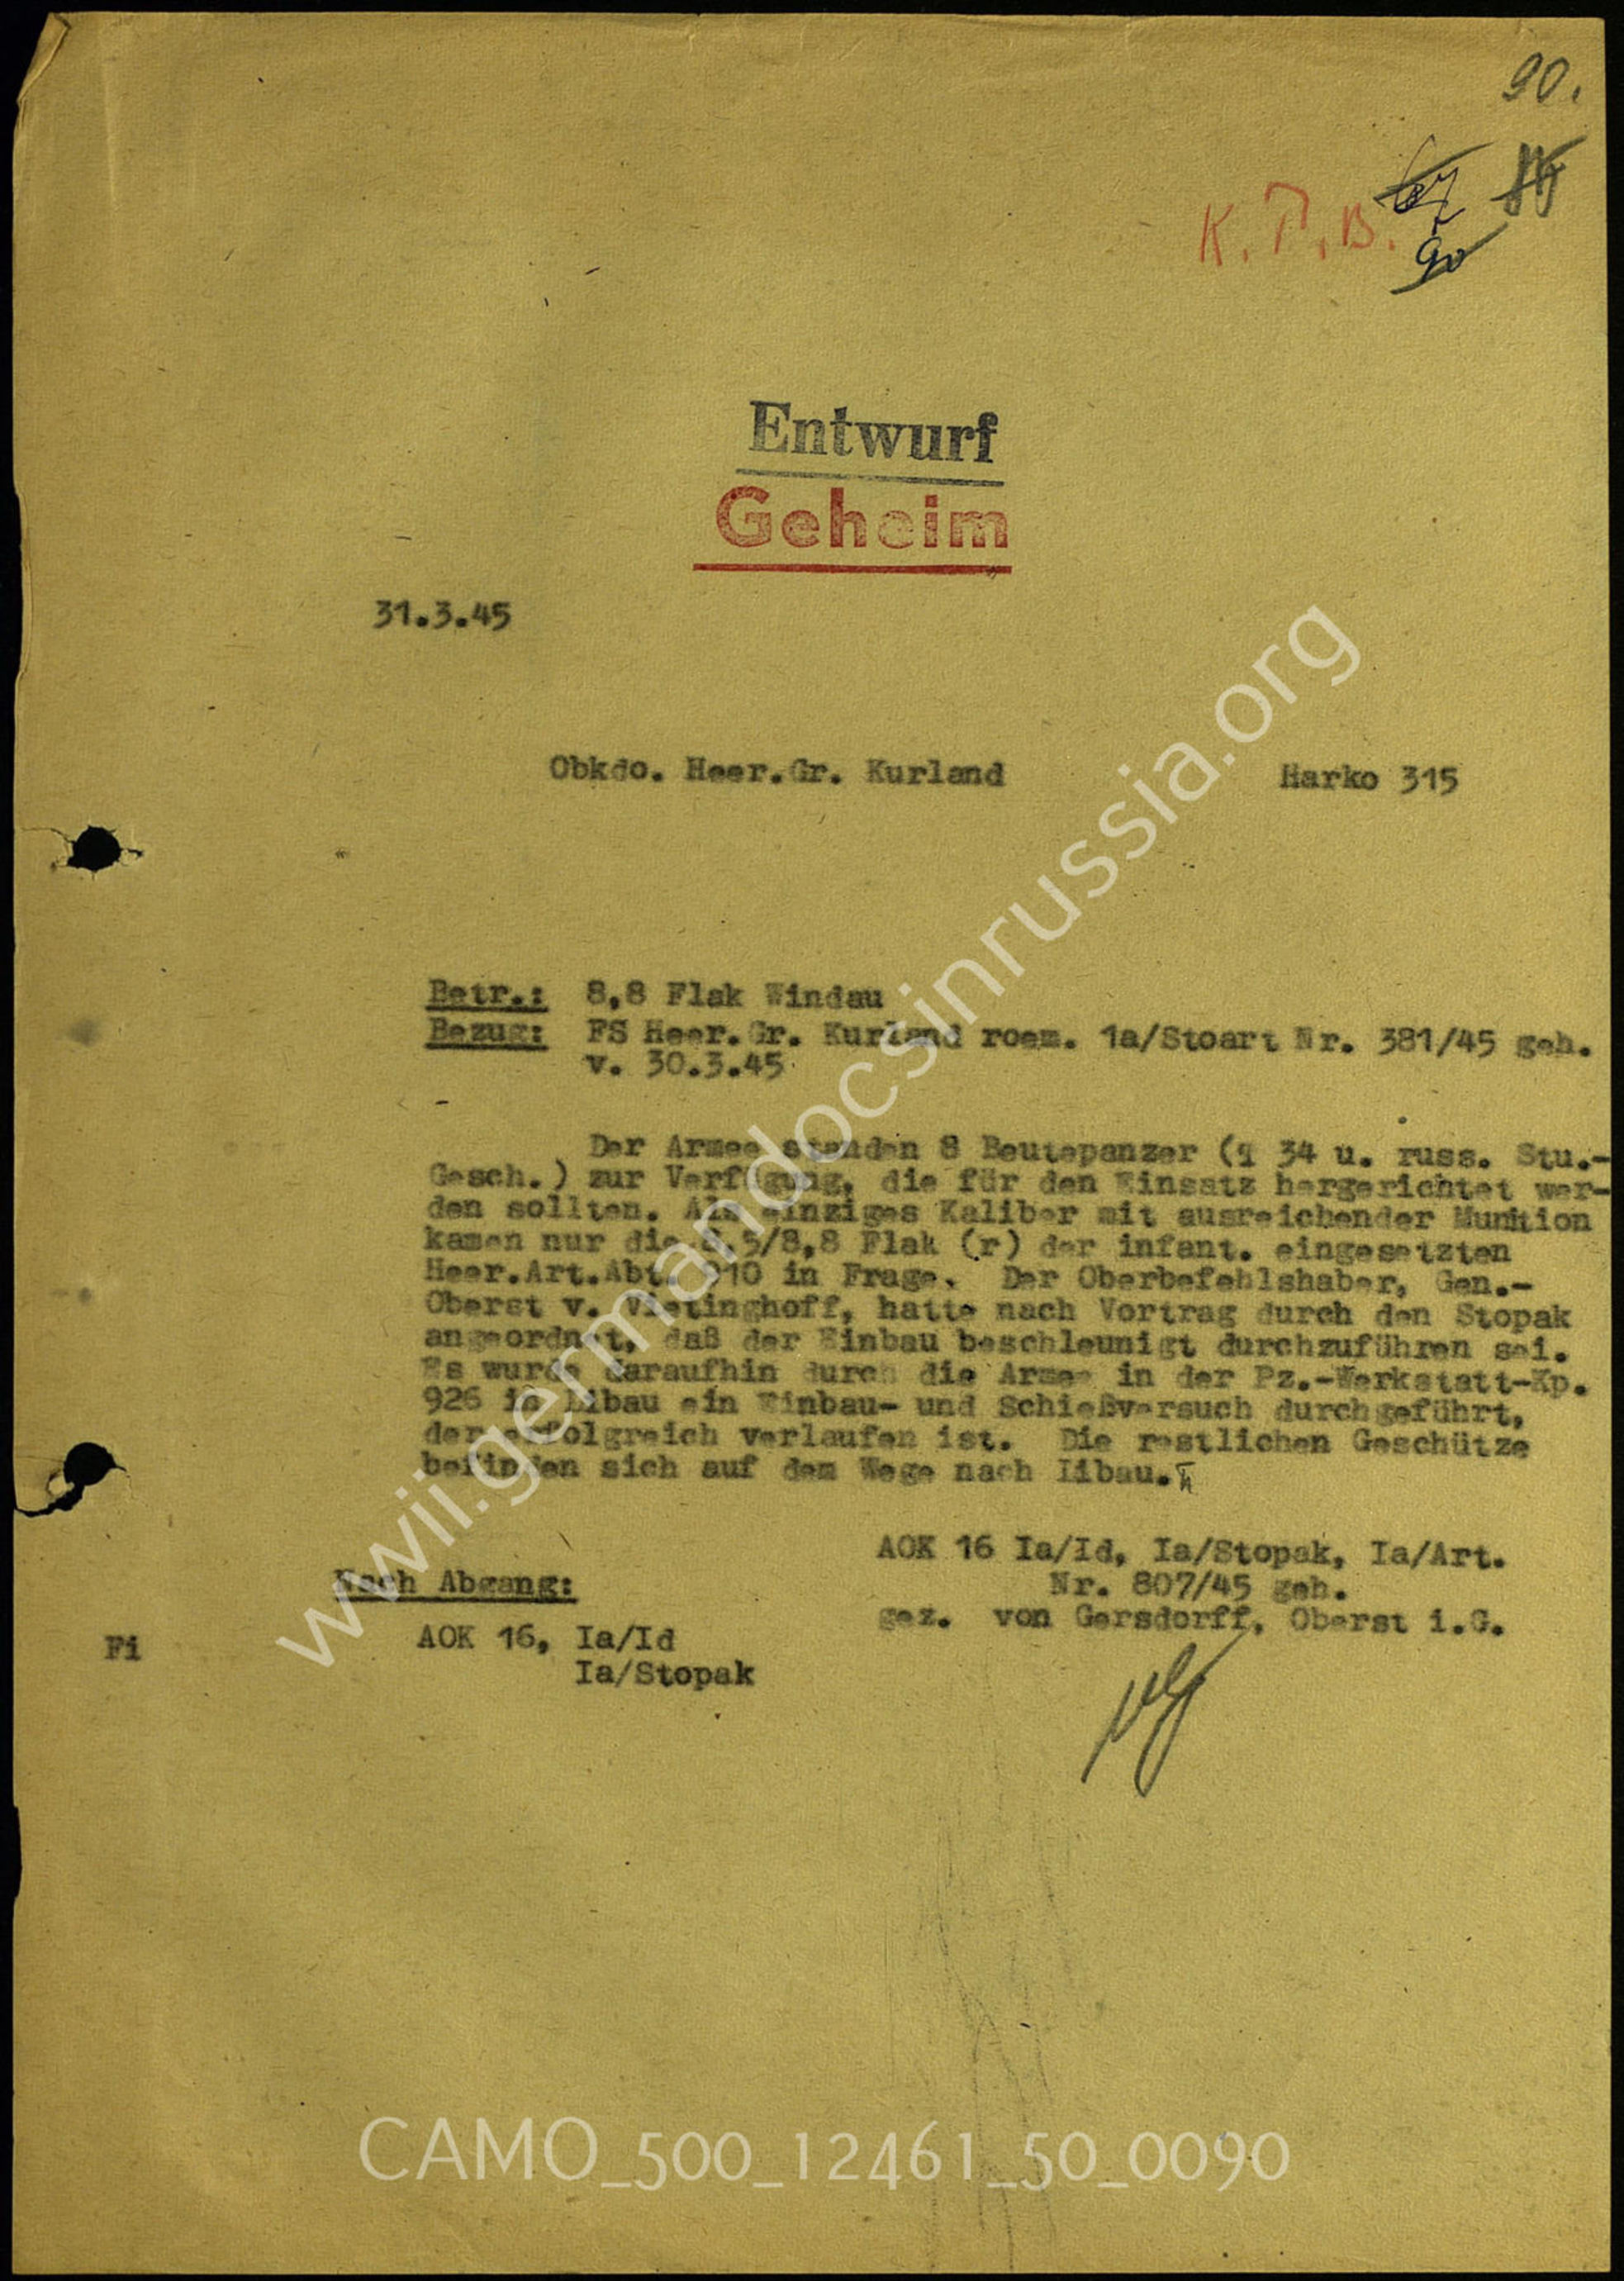 90.
K. P. B.
90
Entwurf
Geheim
31.3.45
Obkdo. Heer.Gr. Kurland Harko 315
Betr.: 8,8 Flak Windau
Bezug: FS Heer.Gr. Kurland roem. 1a/Stoart Nr. 381/45 geh.
v. 30.3.45
Der Armee standen 8 Beutepanzer (T 34 u. russ. Stu.-
Gesch.) zur Verfügung, die für den Einsatz hergerichtet wer-
den sollten. Als einziges Kaliber mit ausreichender Munition
kamen nur die 8,5/8,8 Flak (r) der infant. eingesetzten
Heer.Art.Abt. 910 in Frage. Der Oberbefehlshaber, Gen.-
Oberst v. Vietinghoff, hatte nach Vortrag durch den Stopak
angeordnet, daß der Einbau beschleunigt durchzuführen sei.
Es wurde daraufhin durch die Armee in der Pz.-Werkstatt-Kp.
926 in Libau ein Einbau- und Schießversuch durchgeführt,
der erfolgreich verlaufen ist. Die restlichen Geschütze
befinden sich auf dem Wege nach Libau.
AOK 16 Ia/Id, Ia/Stopak, Ia/Art.
Nr. 807/45 geh.
gez. von Gersdorff, Oberst i.G.
Nach Abgang:
Fi AOK 16, Ia/Id
Ia/Stopak
wwii.germandocsinrussia.org
CAMO_500_12461_50_0090